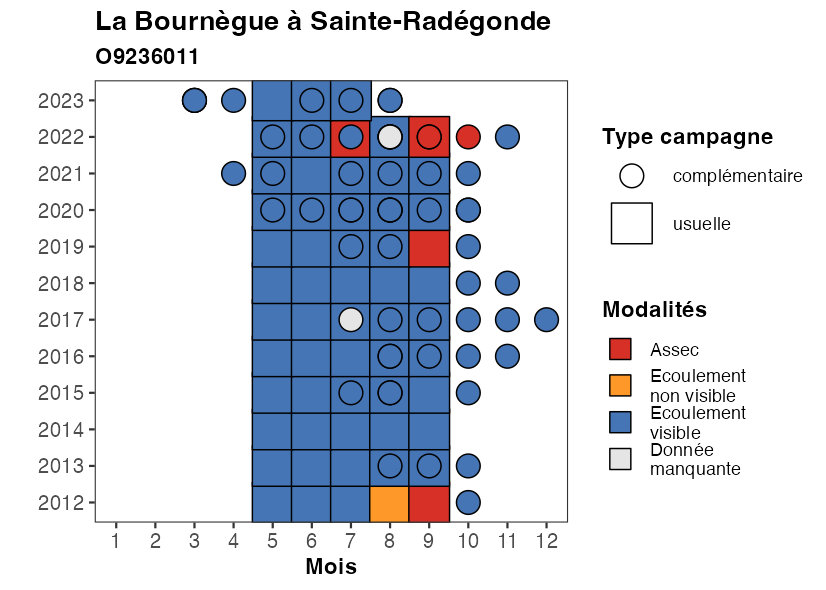 La Bournègue à Sainte-Radégonde
O9236011
2023
2022
2021
2020
2019
2018
2017
2016
2015
2014
2013
2012
1 2 3 4 5 6 7 8 9 10 11 12
Mois
Type campagne
complémentaire
usuelle
Modalités
Assec
Ecoulement
non visible
Ecoulement
visible
Donnée
manquante